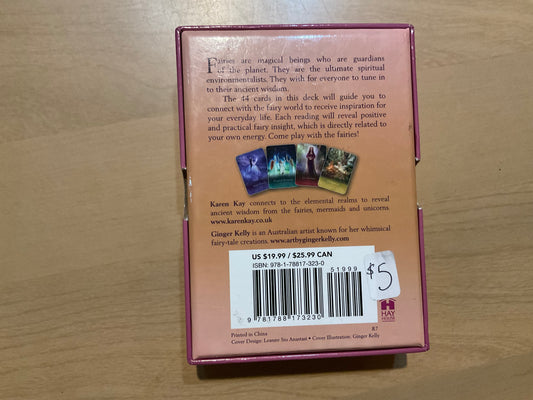 Fairies are magical beings who are guardians
of the planet. They are the ultimate spiritual
environmentalists. They wish for everyone to tune in
to their ancient wisdom.
The 44 cards in this deck will guide you to
connect with the fairy world to receive inspiration for
your everyday life. Each reading will reveal positive
and practical fairy insight, which is directly related to
your own energy. Come play with the fairies!
Karen Kay connects to the elemental realms to reveal
ancient wisdom from the fairies, mermaids and unicorns.
www.karenkay.co.uk
Ginger Kelly is an Australian artist known for her whimsical
fairy-tale creations. www.artbygingerkelly.com
US $19.99 / $25.99 CAN
ISBN: 978-1-78817-323-0
51999
$5
9 781788 173230
HAY
HOUSE
Printed in China
R7
Cover Design: Leanne Siu Anastasi • Cover Illustration: Ginger Kelly